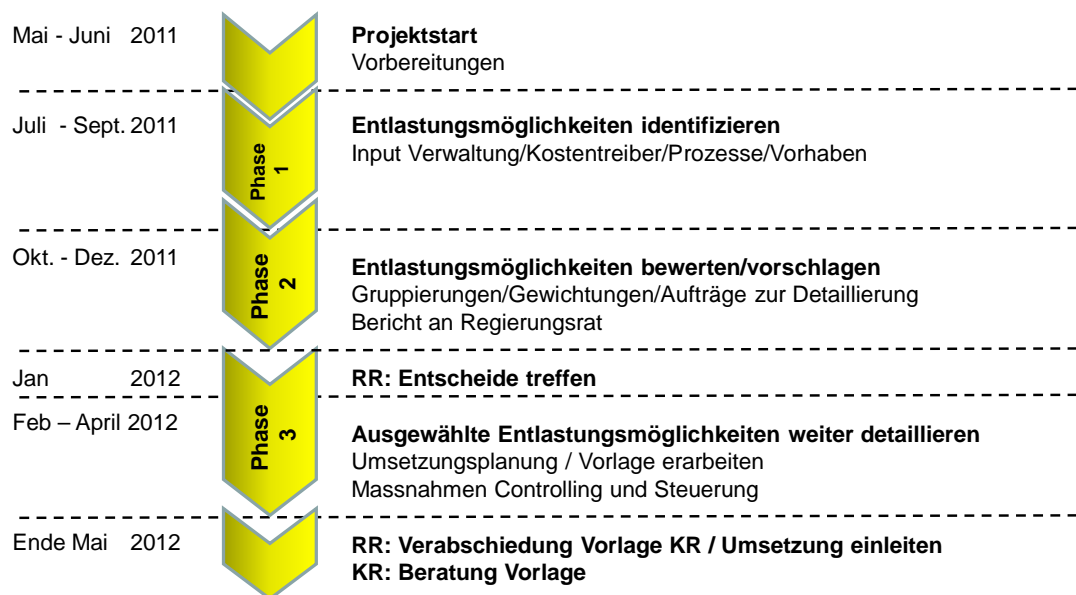 Mai - Juni 2011
Projektstart
Vorbereitungen
Juli - Sept. 2011
Phase 1
Entlastungsmöglichkeiten identifizieren
Input Verwaltung/Kostentreiber/Prozesse/Vorhaben
Okt. - Dez. 2011
Phase 2
Entlastungsmöglichkeiten bewerten/vorschlagen
Gruppierungen/Gewichtungen/Aufträge zur Detaillierung
Bericht an Regierungsrat
Jan 2012
RR: Entscheide treffen
Feb – April 2012
Phase 3
Ausgewählte Entlastungsmöglichkeiten weiter detaillieren
Umsetzungsplanung / Vorlage erarbeiten
Massnahmen Controlling und Steuerung
Ende Mai 2012
RR: Verabschiedung Vorlage KR / Umsetzung einleiten
KR: Beratung Vorlage